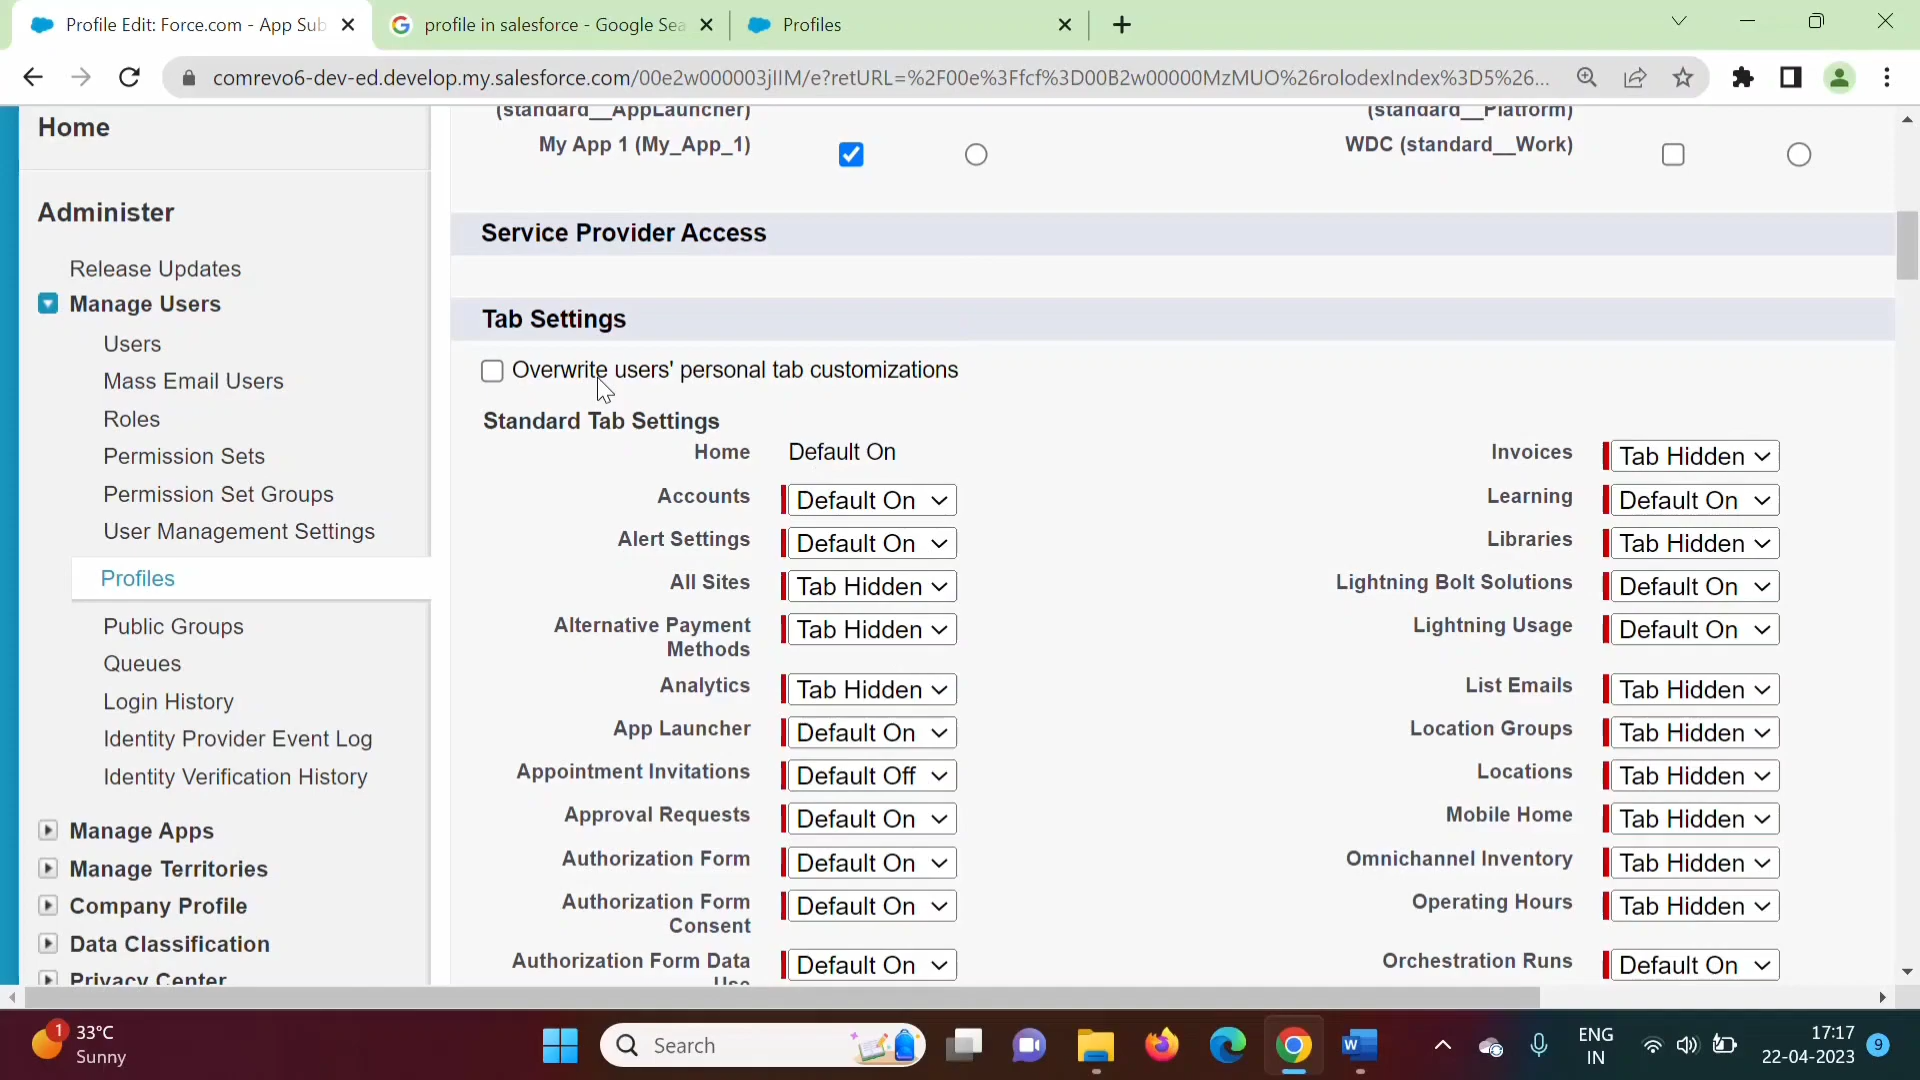 Profile Edit: Force.com - App Sub
profile in salesforce - Google Sea
Profiles
comrevo6-dev-ed.develop.my.salesforce.com/00e2w000003jIIM/e?retURL=%2F00e%3Ffcf%3D00B2w00000MzMUO%26rolodexIndex%3D5%26...
Home
Administer
Release Updates
Manage Users
Users
Mass Email Users
Roles
Permission Sets
Permission Set Groups
User Management Settings
Profiles
Public Groups
Queues
Login History
Identity Provider Event Log
Identity Verification History
Manage Apps
Manage Territories
Company Profile
Data Classification
Privacy Center
(standard__AppLauncher)
(standard__Platform)
My App 1 (My_App_1)
WDC (standard__Work)
Service Provider Access
Tab Settings
Overwrite users' personal tab customizations
Standard Tab Settings
Home Default On
Invoices Tab Hidden
Accounts Default On
Learning Default On
Alert Settings Default On
Libraries Tab Hidden
All Sites Tab Hidden
Lightning Bolt Solutions Default On
Alternative Payment
Methods
Tab Hidden
Lightning Usage Default On
Analytics Tab Hidden
List Emails Tab Hidden
App Launcher Default On
Location Groups Tab Hidden
Appointment Invitations Default Off
Locations Tab Hidden
Approval Requests Default On
Mobile Home Tab Hidden
Authorization Form Default On
Omnichannel Inventory Tab Hidden
Authorization Form
Consent
Default On
Operating Hours Tab Hidden
Authorization Form Data
Use
Default On
Orchestration Runs Default On
1
33°C
Sunny
Search
W
ENG
IN
17:17
22-04-2023
9